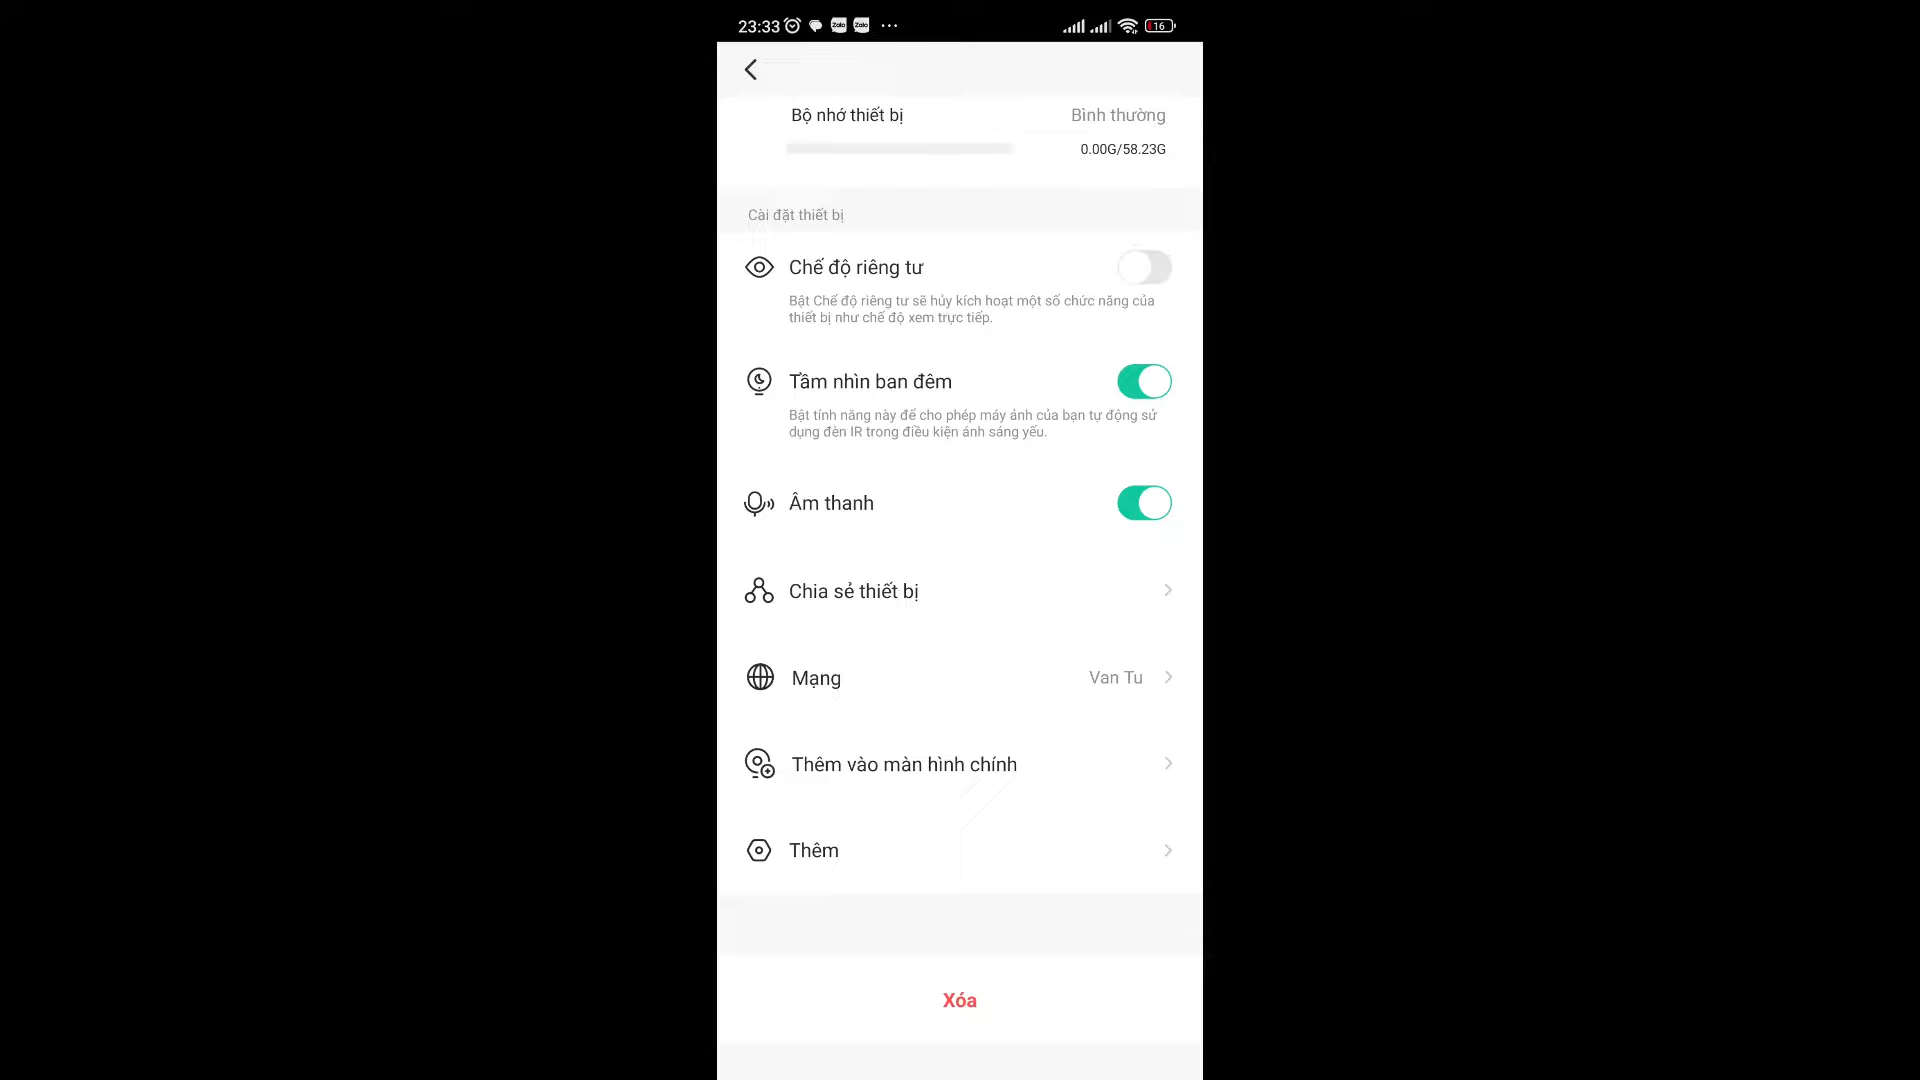 23:33 Zalo Zalo ... 16
Bộ nhớ thiết bị Bình thường
0.00G/58.23G
Cài đặt thiết bị
Chế độ riêng tư
Bật Chế độ riêng tư sẽ hủy kích hoạt một số chức năng của
thiết bị như chế độ xem trực tiếp.
Tầm nhìn ban đêm
Bật tính năng này để cho phép máy ảnh của bạn tự động sử
dụng đèn IR trong điều kiện ánh sáng yếu.
Âm thanh
Chia sẻ thiết bị
Mạng Van Tu
Thêm vào màn hình chính
Thêm
Xóa